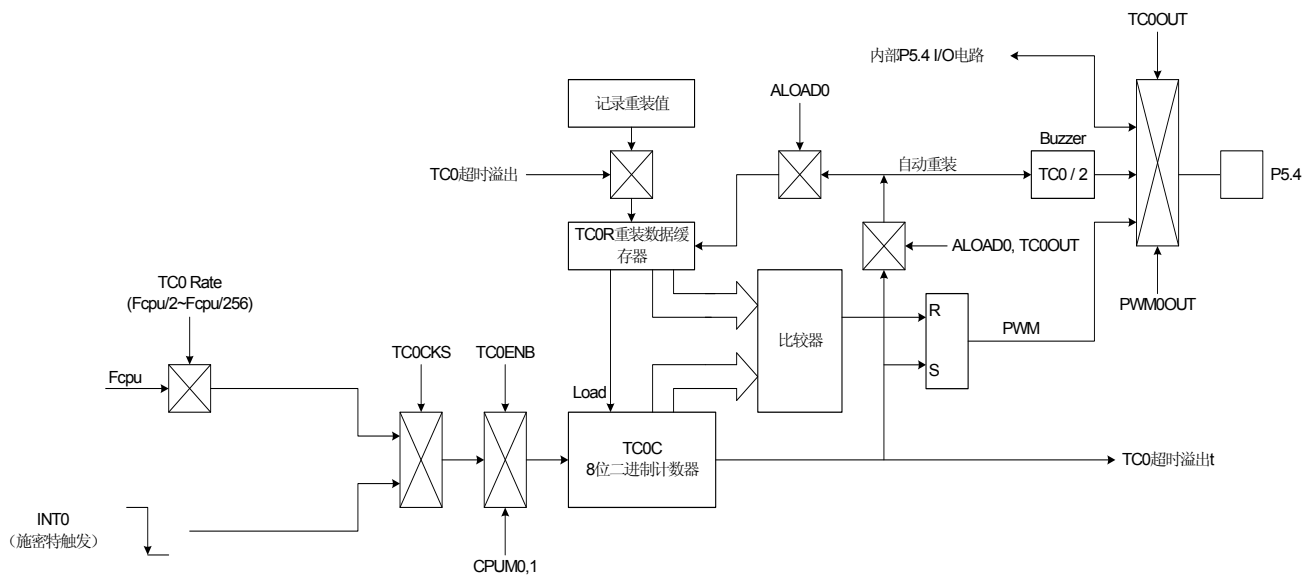 TC0OUT
内部P5.4 I/O电路
记录重装值
ALOAD0
Buzzer
TC0超时溢出
自动重装
TC0 / 2
P5.4
TC0R重装数据缓
存器
ALOAD0, TC0OUT
TC0 Rate
(Fcpu/2~Fcpu/256)
PWM0OUT
R
PWM
比较器
S
TC0CKS
TC0ENB
Fcpu
Load
TC0C
8位二进制计数器
TC0超时溢出t
INT0
（施密特触发）
CPUM0,1